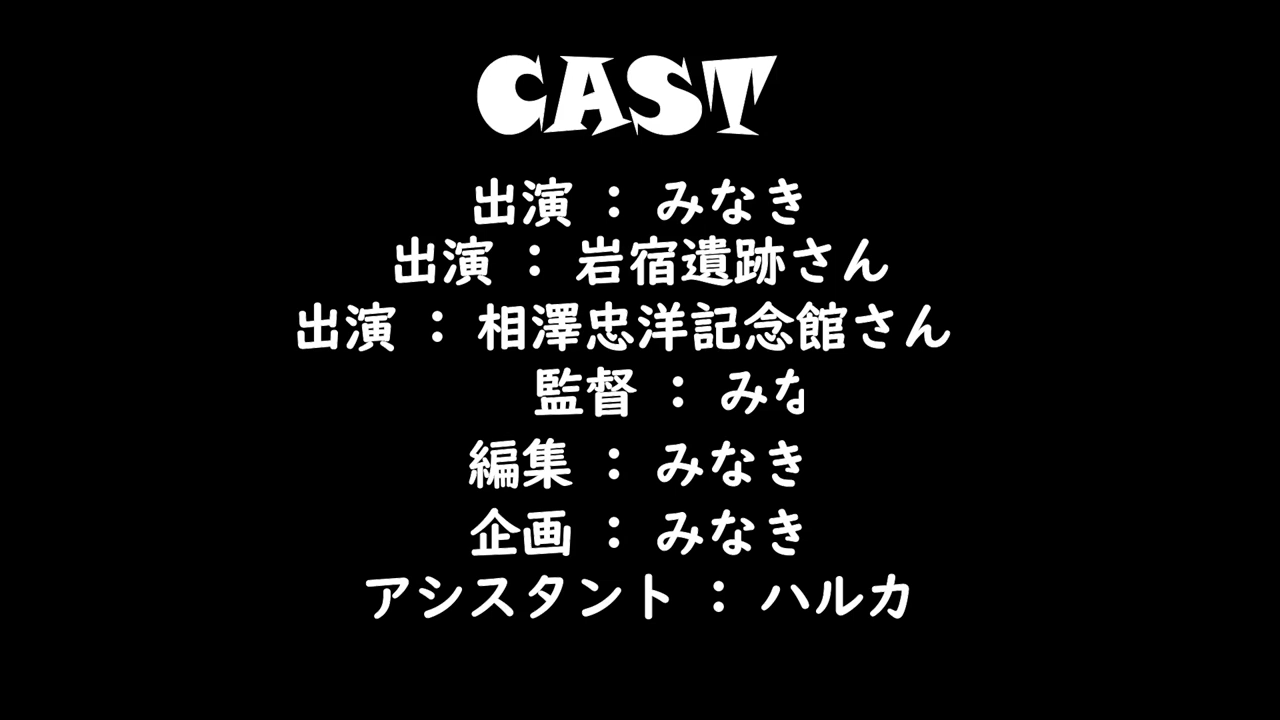 CAST
出演 : みなき
出演 : 岩宿遺跡さん
出演 : 相澤忠洋記念館さん
監督 : みな
編集 : みなき
企画 : みなき
アシスタント : ハルカ